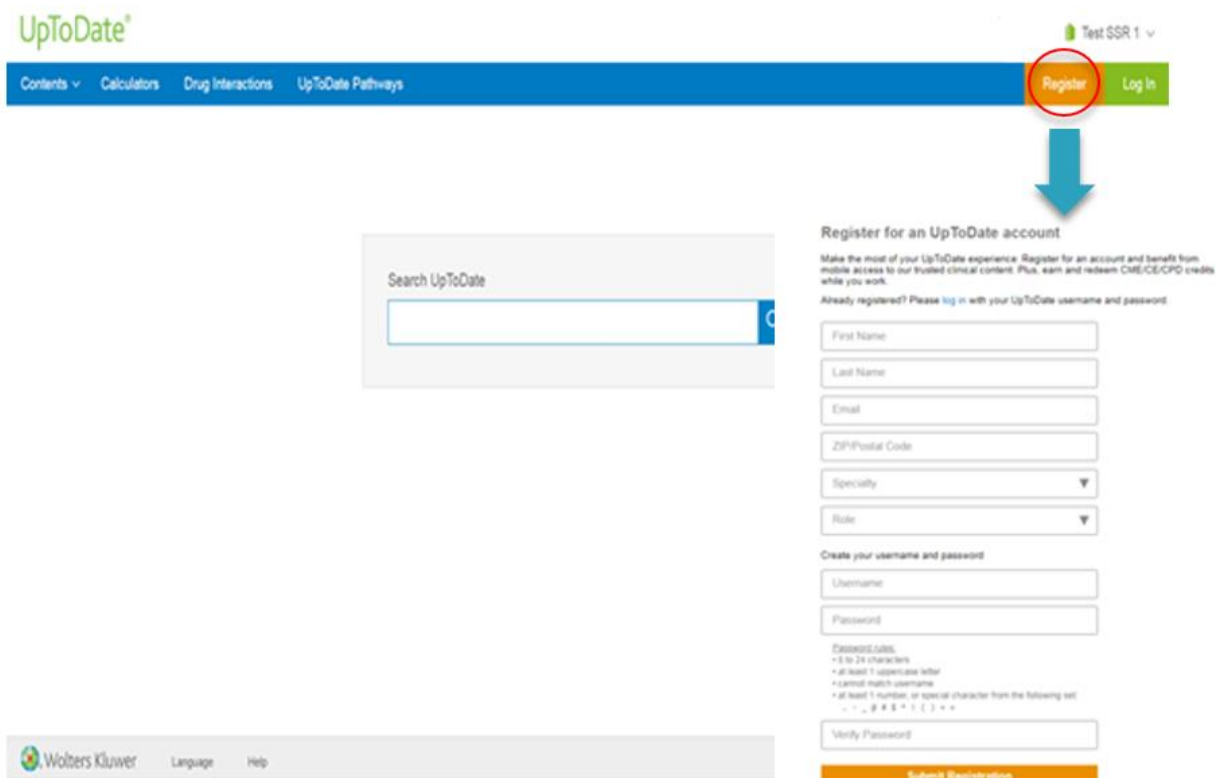 UpToDate®
Test SSR 1
Contents Calculators Drug Interactions UpToDate Pathways Register Log In
Search UpToDate
Register for an UpToDate account
Make the most of your UpToDate experience. Register for an account and benefit from
mobile access to our trusted clinical content. Plus, earn and redeem CME/CE/CPD credits
while you work.
Already registered? Please log in with your UpToDate username and password.
First Name
Last Name
Email
ZIP/Postal Code
Specialty
Role
Create your username and password
Username
Password
Password rules:
• to 24 characters
• at least 1 uppercase letter
• cannot match username
• at least 1 number, or special character from the following set:
Verify Password
Submit Registration
Wolters Kluwer Language Help